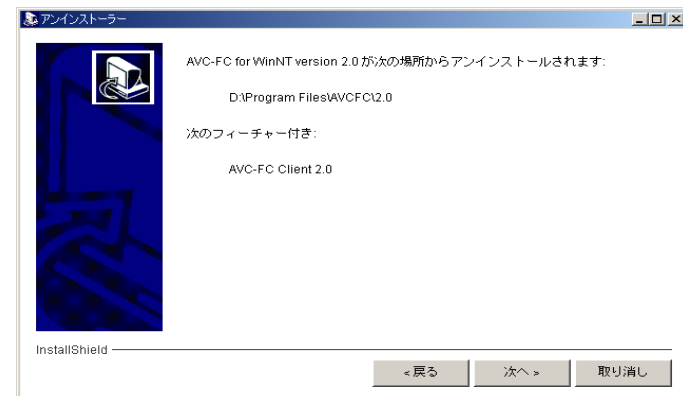 アンインストーラー
AVC-FC for WinNT version 2.0 が次の場所からアンインストールされます:
D:\Program Files\AVCFC\2.0
次のフィーチャー付き:
AVC-FC Client 2.0
InstallShield
< 戻る
次へ >
取り消し